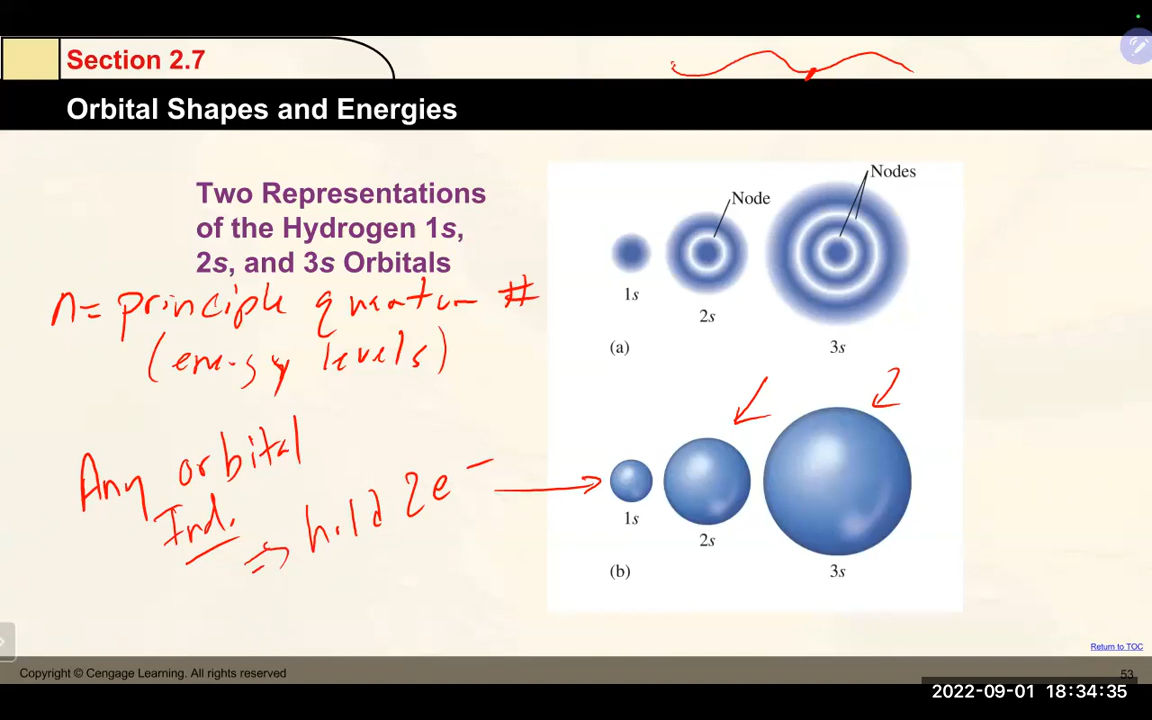 Section 2.7
Orbital Shapes and Energies
Two Representations
of the Hydrogen 1s,
2s, and 3s Orbitals
n = principle quantum #
(energy levels)
Any orbital
Ind.
⇒ hold 2e⁻
Nodes
Node
1s
2s
3s
(a)
1s
2s
3s
(b)
Return to TOC
Copyright © Cengage Learning. All rights reserved
53
2022-09-01 18:34:35